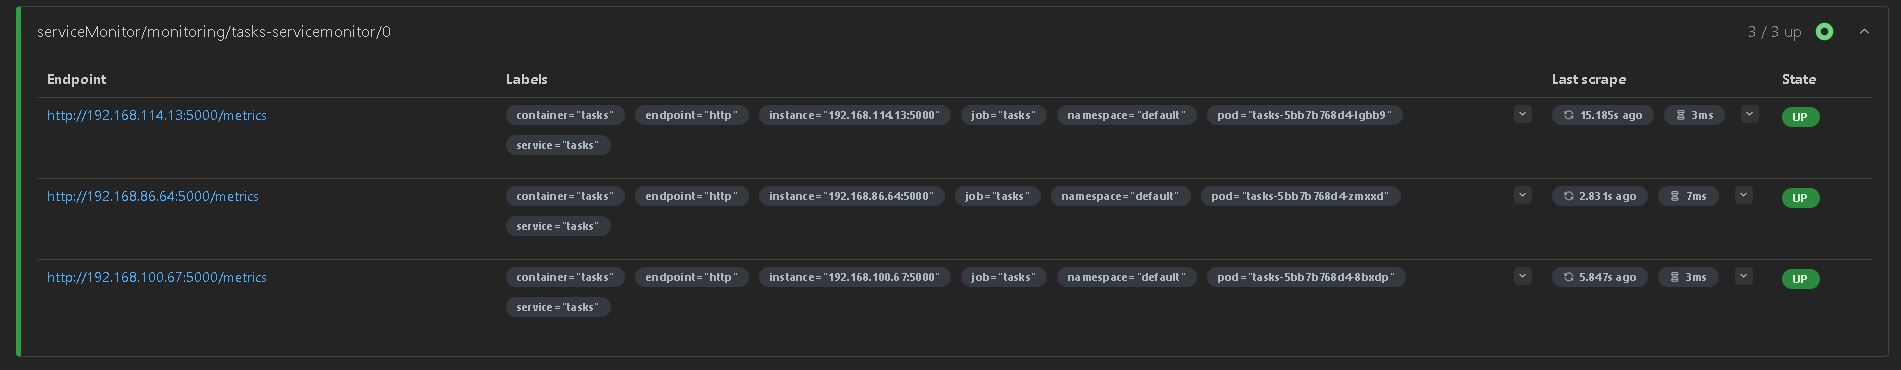 serviceMonitor/monitoring/tasks-servicemonitor/0 3 / 3 up
Endpoint Labels Last scrape State
http://192.168.114.13:5000/metrics container="tasks" endpoint="http" instance="192.168.114.13:5000" job="tasks" namespace="default" pod="tasks-5bb7b768d4-lgbb9" 15.185s ago 3ms UP
service="tasks"
http://192.168.86.64:5000/metrics container="tasks" endpoint="http" instance="192.168.86.64:5000" job="tasks" namespace="default" pod="tasks-5bb7b768d4-zmxxd" 2.831s ago 7ms UP
service="tasks"
http://192.168.100.67:5000/metrics container="tasks" endpoint="http" instance="192.168.100.67:5000" job="tasks" namespace="default" pod="tasks-5bb7b768d4-8bxdp" 5.847s ago 3ms UP
service="tasks"